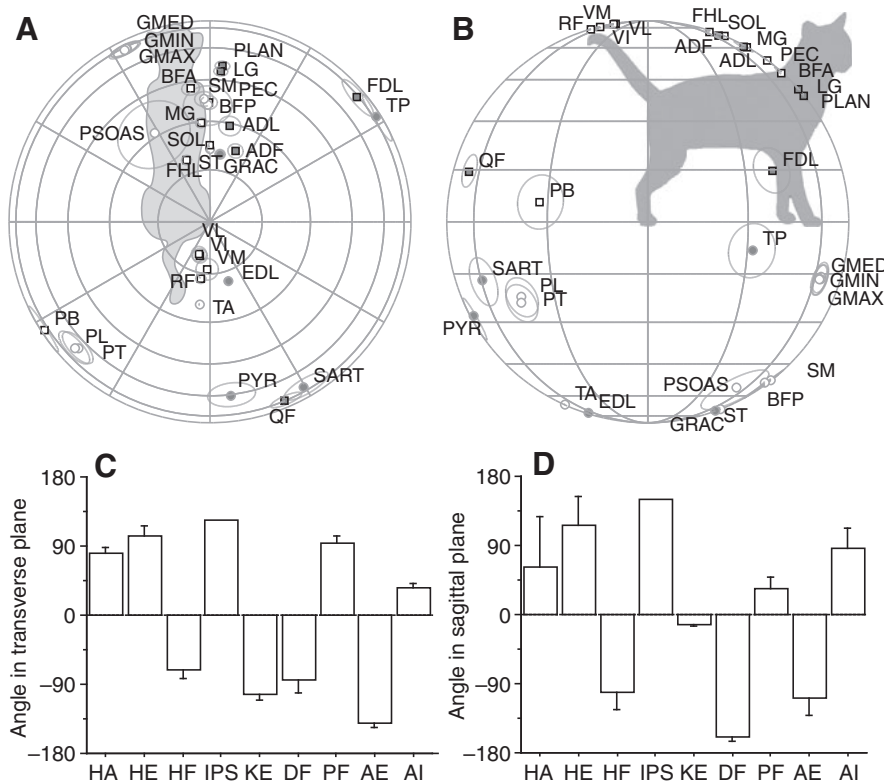 A
GMED
GMIN
GMAX
BFA
PLAN
LG
SM PEC
BFP
FDL
TP
MG
ADL
PSOAS
SOL
ADF
ST
GRAC
FHL
VL
VI
VM
RF
EDL
TA
PB
PL
PT
PYR
SART
QF
B
VM
RF
VL
VI
FHL
SOL
ADF
MG
ADL
PEC
BFA
LG
PLAN
QF
FDL
PB
TP
SART
PL
PT
PYR
GMED
GMIN
GMAX
PSOAS
SM
BFP
TA EDL
ST
GRAC
C
Angle in transverse plane
180
90
0
–90
–180
HA HE HF IPS KE DF PF AE AI
D
Angle in sagittal plane
180
90
0
–90
–180
HA HE HF IPS KE DF PF AE AI